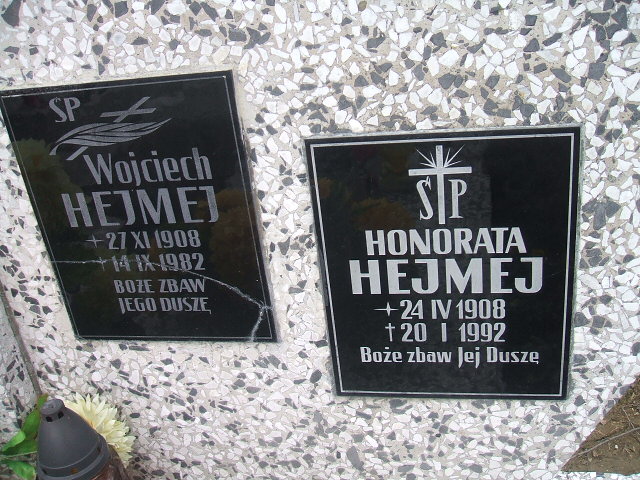 SP
Wojciech
HEJMEJ
27 XI 1908
14 IX 1982
BOŻE ZBAW
JEGO DUSZĘ
SP
HONORATA
HEJMEJ
24 IV 1908
† 20 I 1992
Boże zbaw Jej Duszę